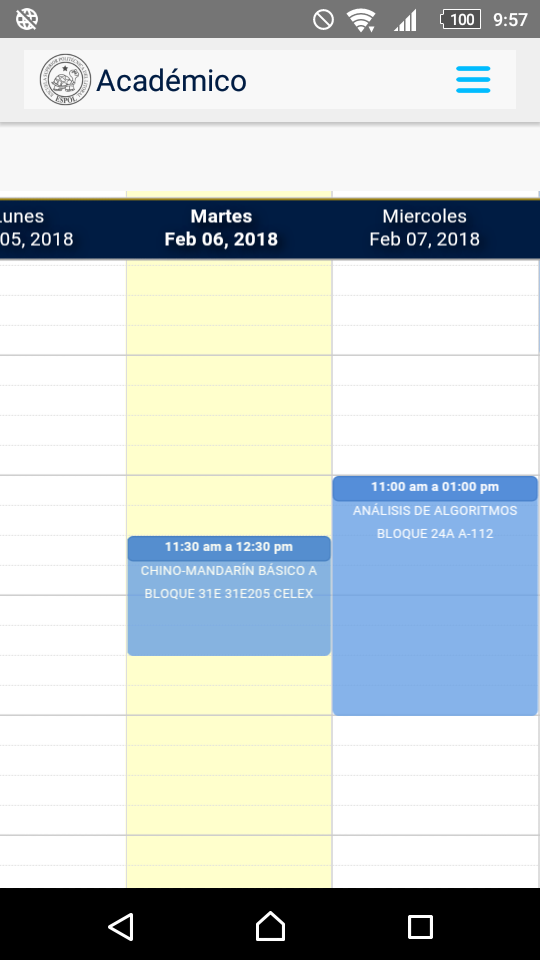 100 9:57
ESPOL
Académico
Lunes
05, 2018
Martes
Feb 06, 2018
Miercoles
Feb 07, 2018
11:00 am a 01:00 pm
ANÁLISIS DE ALGORITMOS
BLOQUE 24A A-112
11:30 am a 12:30 pm
CHINO-MANDARÍN BÁSICO A
BLOQUE 31E 31E205 CELEX